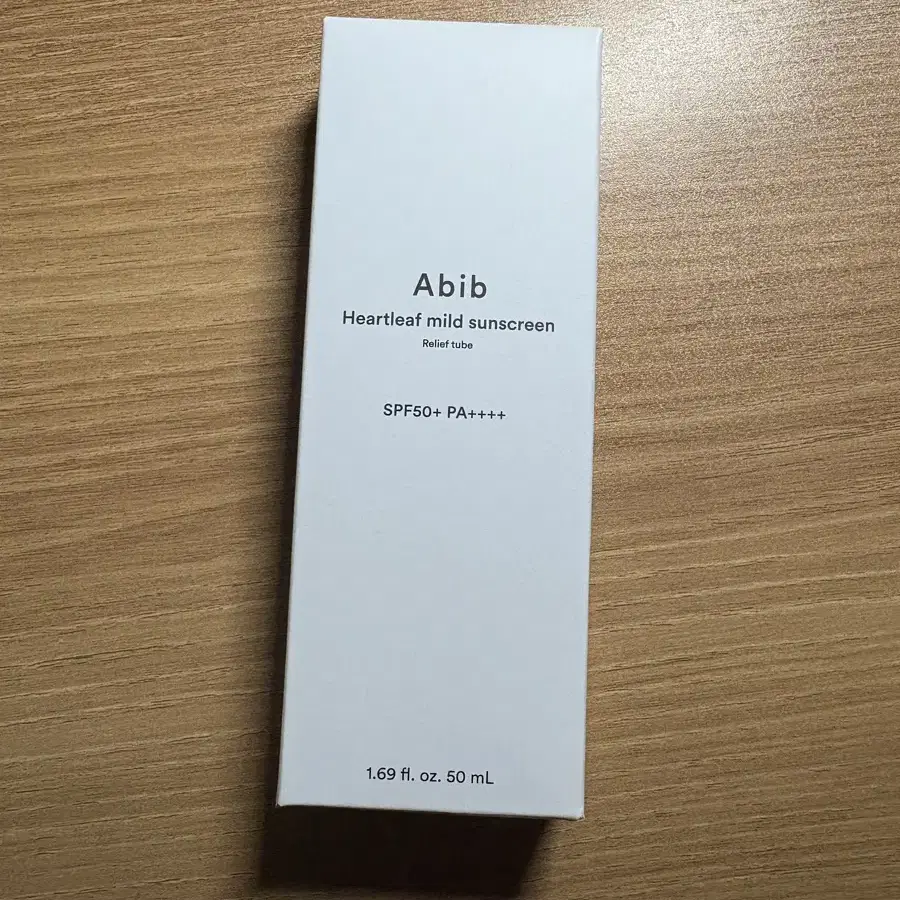 Abib
Heartleaf mild sunscreen
Relief tube
SPF50+ PA++++
1.69 fl. oz. 50 mL